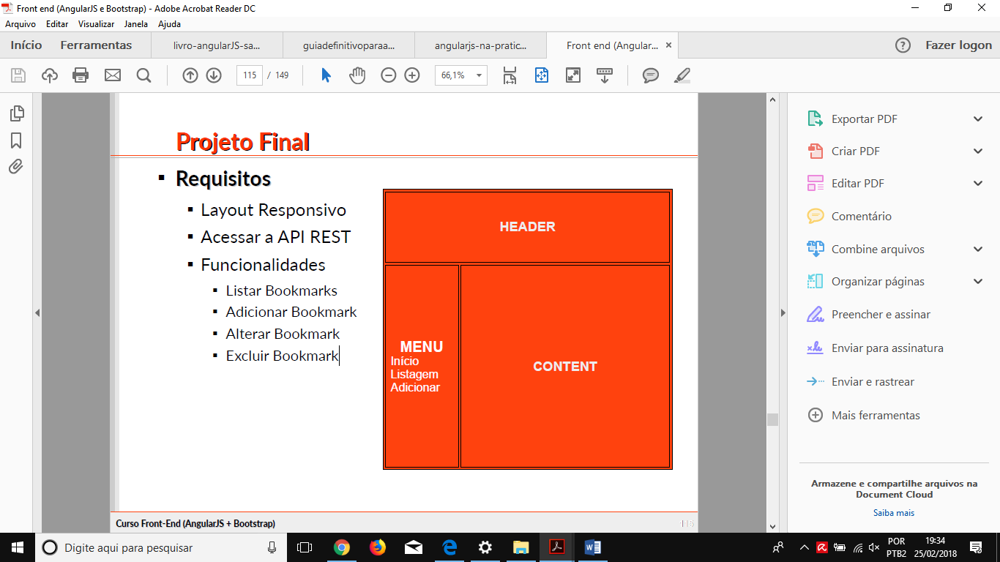 Front end (AngularJS e Bootstrap) - Adobe Acrobat Reader DC
Arquivo Editar Visualizar Janela Ajuda
Início Ferramentas livro-angularJS-sa... guiadefinitivoparaa... angularjs-na-pratic... Front end (Angular... Fazer logon
115 / 149 66,1%
Projeto Final
Requisitos
Layout Responsivo
Acessar a API REST
Funcionalidades
Listar Bookmarks
Adicionar Bookmark
Alterar Bookmark
Excluir Bookmark
HEADER
MENU
Início
Listagem
Adicionar
CONTENT
Curso Front-End (AngularJS + Bootstrap) 115
Exportar PDF
Criar PDF
Editar PDF
Comentário
Combine arquivos
Organizar páginas
Preencher e assinar
Enviar para assinatura
Enviar e rastrear
Mais ferramentas
Armazene e compartilhe arquivos na
Document Cloud
Saiba mais
Digite aqui para pesquisar
POR
PTB2
19:34
25/02/2018